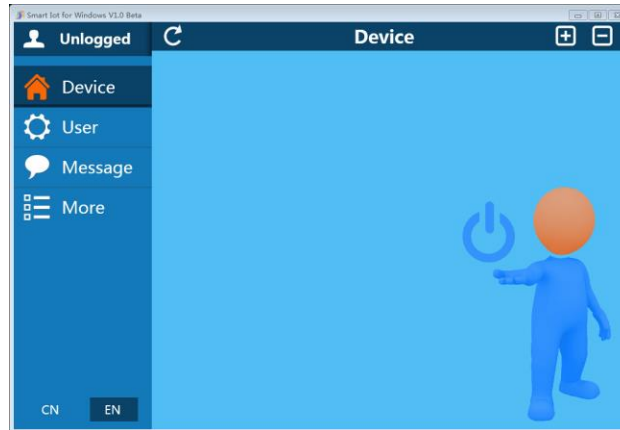 Smart Iot for Windows V1.0 Beta
Unlogged
Device
Device
User
Message
More
CN EN